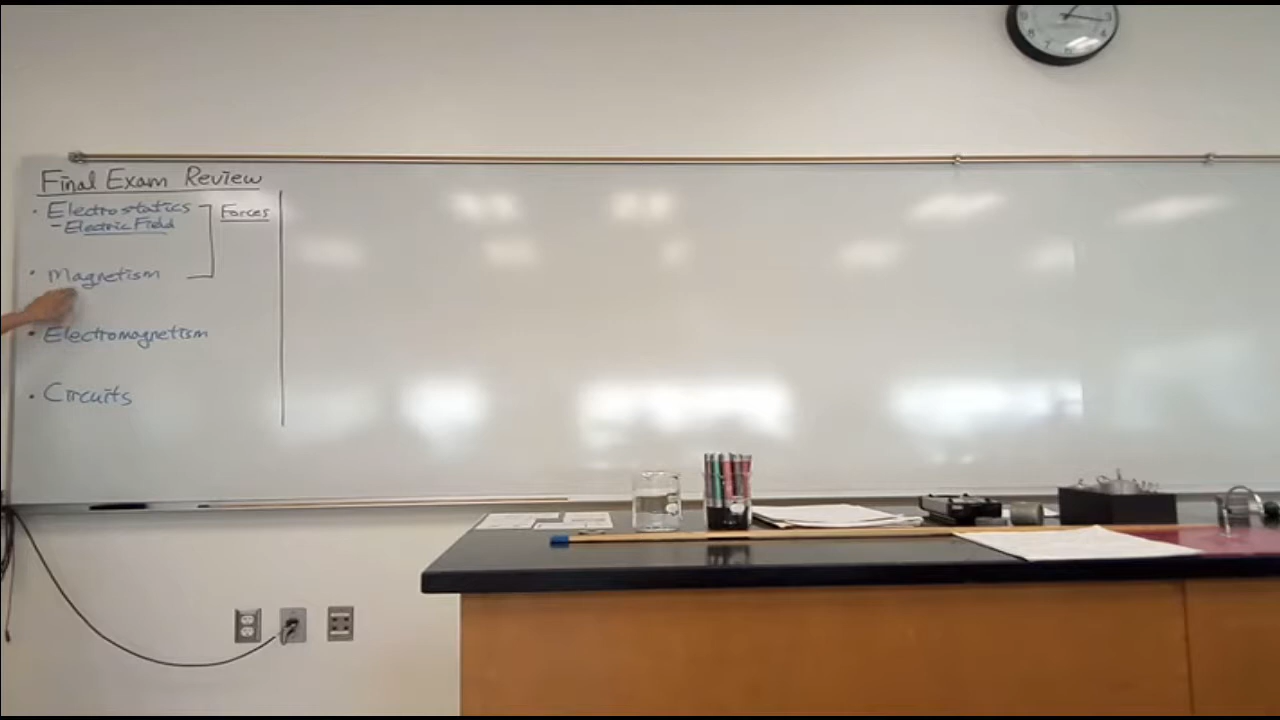 Final Exam Review
• Electrostatics
Forces
- Electric Field
• Magnetism
• Electromagnetism
• Circuits